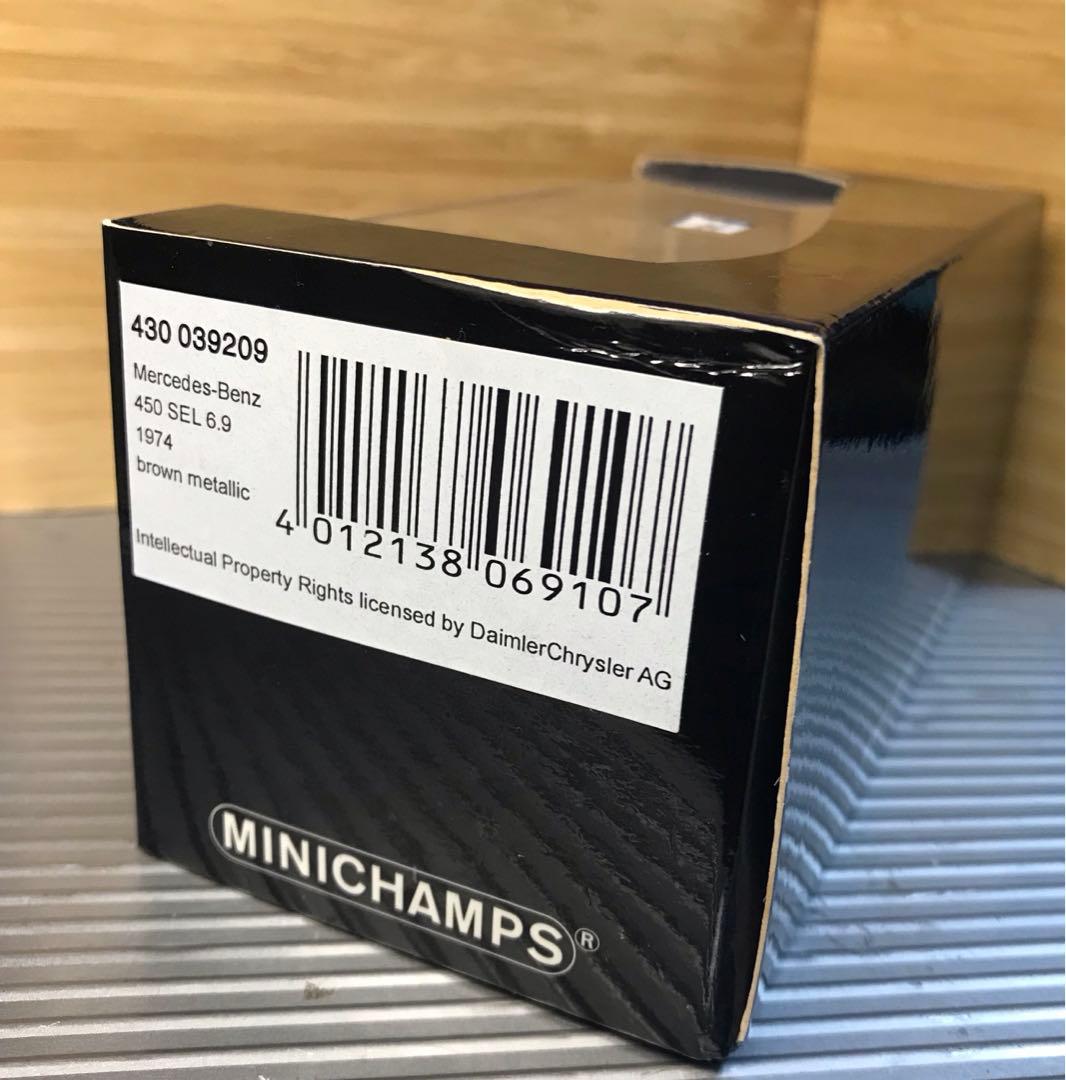 430 039209
Mercedes-Benz
450 SEL 6.9
1974
brown metallic
4 012138 069107
Intellectual Property Rights licensed by DaimlerChrysler AG
MINICHAMPS®